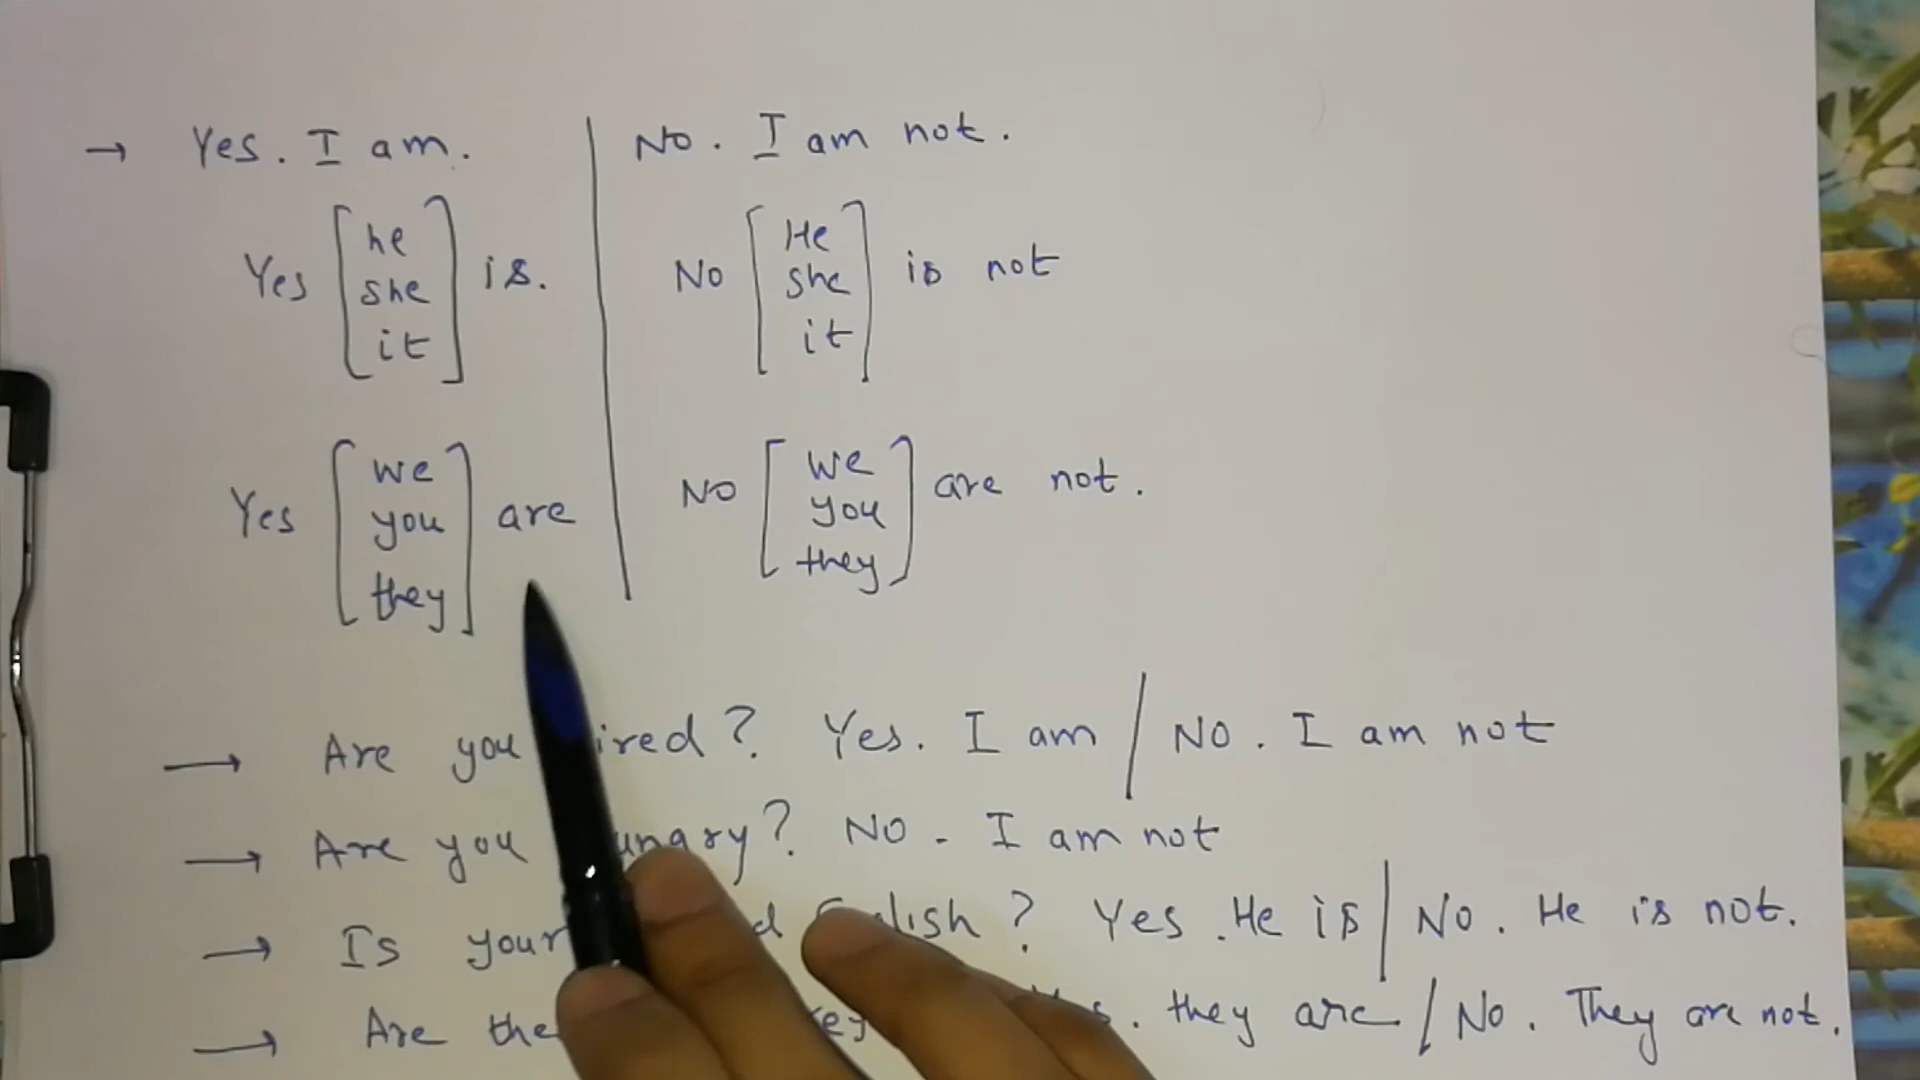 → Yes. I am. | No. I am not.
Yes [he she it] is. | No [He she it] is not
Yes [we you they] are | No [we you they] are not.
→ Are you ired? Yes. I am / No. I am not
→ Are you ungry? No - I am not
→ Is your English? Yes. He is / No. He is not.
→ Are the they are / No. They are not.